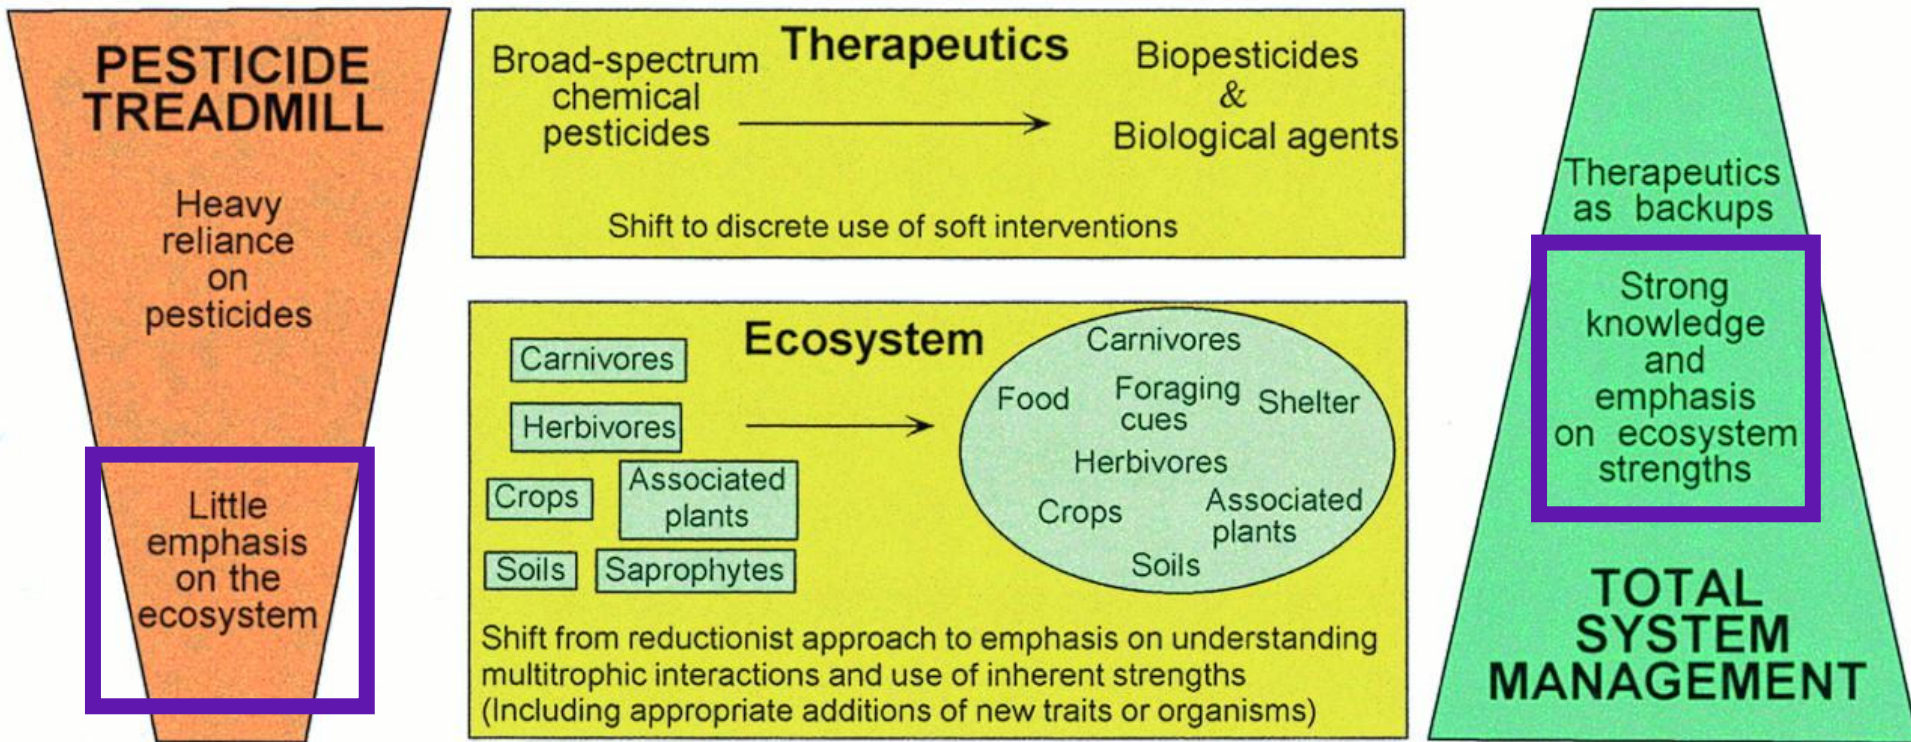 PESTICIDE
TREADMILL
Heavy
reliance
on
pesticides
Little
emphasis
on the
ecosystem
Therapeutics
Broad-spectrum
chemical
pesticides
Biopesticides
&
Biological agents
Shift to discrete use of soft interventions
Ecosystem
Carnivores
Herbivores
Crops
Associated
plants
Soils
Saprophytes
Carnivores
Food
Foraging
cues
Shelter
Herbivores
Crops
Associated
plants
Soils
Shift from reductionist approach to emphasis on understanding
multitrophic interactions and use of inherent strengths
(Including appropriate additions of new traits or organisms)
Therapeutics
as backups
Strong
knowledge
and
emphasis
on ecosystem
strengths
TOTAL
SYSTEM
MANAGEMENT